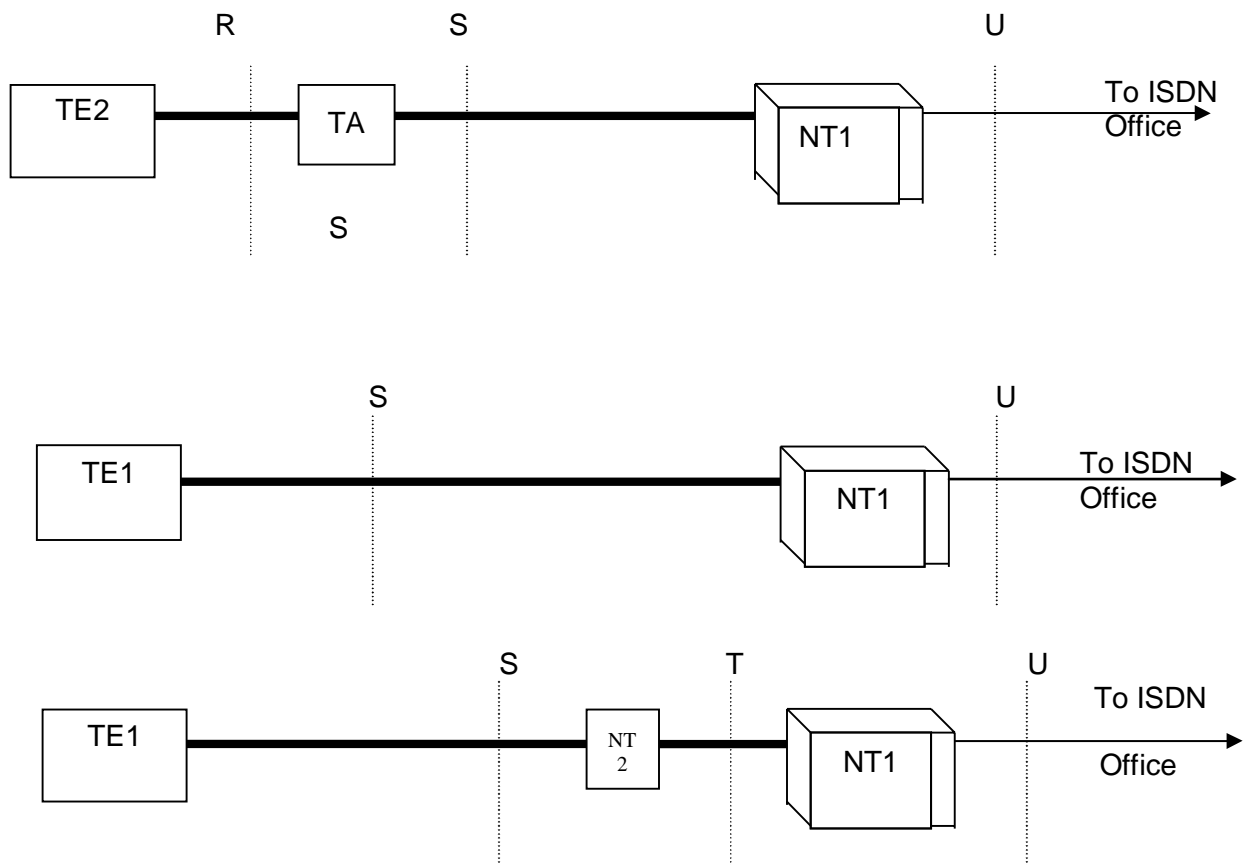 R S U
TE2 TA NT1 To ISDN
Office
S
S U
TE1 NT1 To ISDN
Office
S T U
To ISDN
TE1 NT NT1
2 Office